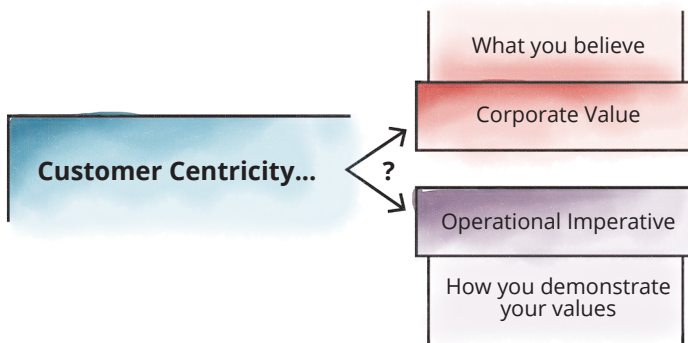 What you believe
Corporate Value
Customer Centricity...
?
Operational Imperative
How you demonstrate
your values